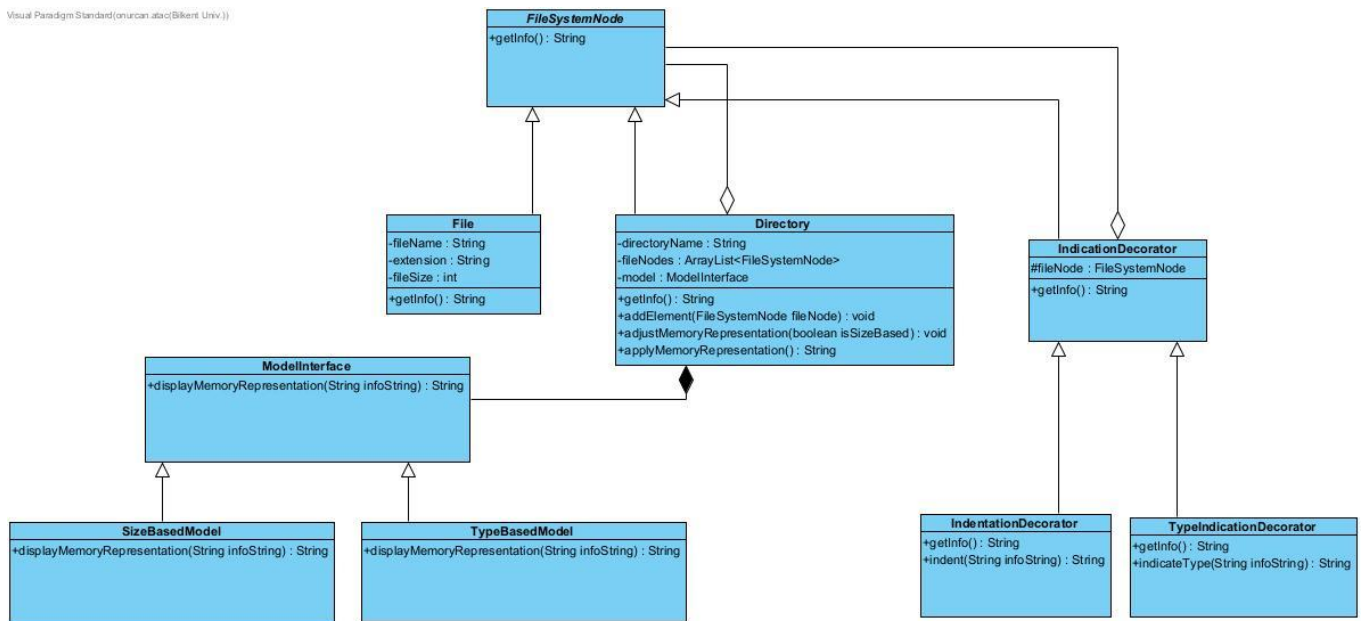 Visual Paradigm Standard(onurcan.atac(Bilkent Univ.))
FileSystemNode
+getInfo() : String
File
-fileName : String
-extension : String
-fileSize : int
+getInfo() : String
Directory
-directoryName : String
-fileNodes : ArrayList<FileSystemNode>
-model : ModelInterface
+getInfo() : String
+addElement(FileSystemNode fileNode) : void
+adjustMemoryRepresentation(boolean isSizeBased) : void
+applyMemoryRepresentation() : String
IndicationDecorator
#fileNode : FileSystemNode
+getInfo() : String
ModelInterface
+displayMemoryRepresentation(String infoString) : String
SizeBasedModel
+displayMemoryRepresentation(String infoString) : String
TypeBasedModel
+displayMemoryRepresentation(String infoString) : String
IndentationDecorator
+getInfo() : String
+indent(String infoString) : String
TypeIndicationDecorator
+getInfo() : String
+indicateType(String infoString) : String